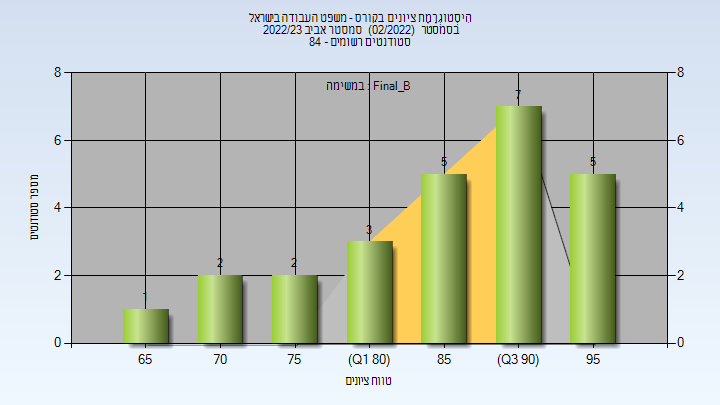 היסטוגרמת ציונים בקורס - משפט העבודה בישראל
בסמסטר (02/2022) סמסטר אביב 2022/23
סטודנטים רשומים - 84
במשימה : Final_B
מספר סטודנטים
8
6
4
2
0
8
6
4
2
0
1
2
2
3
5
7
5
65
70
75
(Q1 80)
85
(Q3 90)
95
טווח ציונים